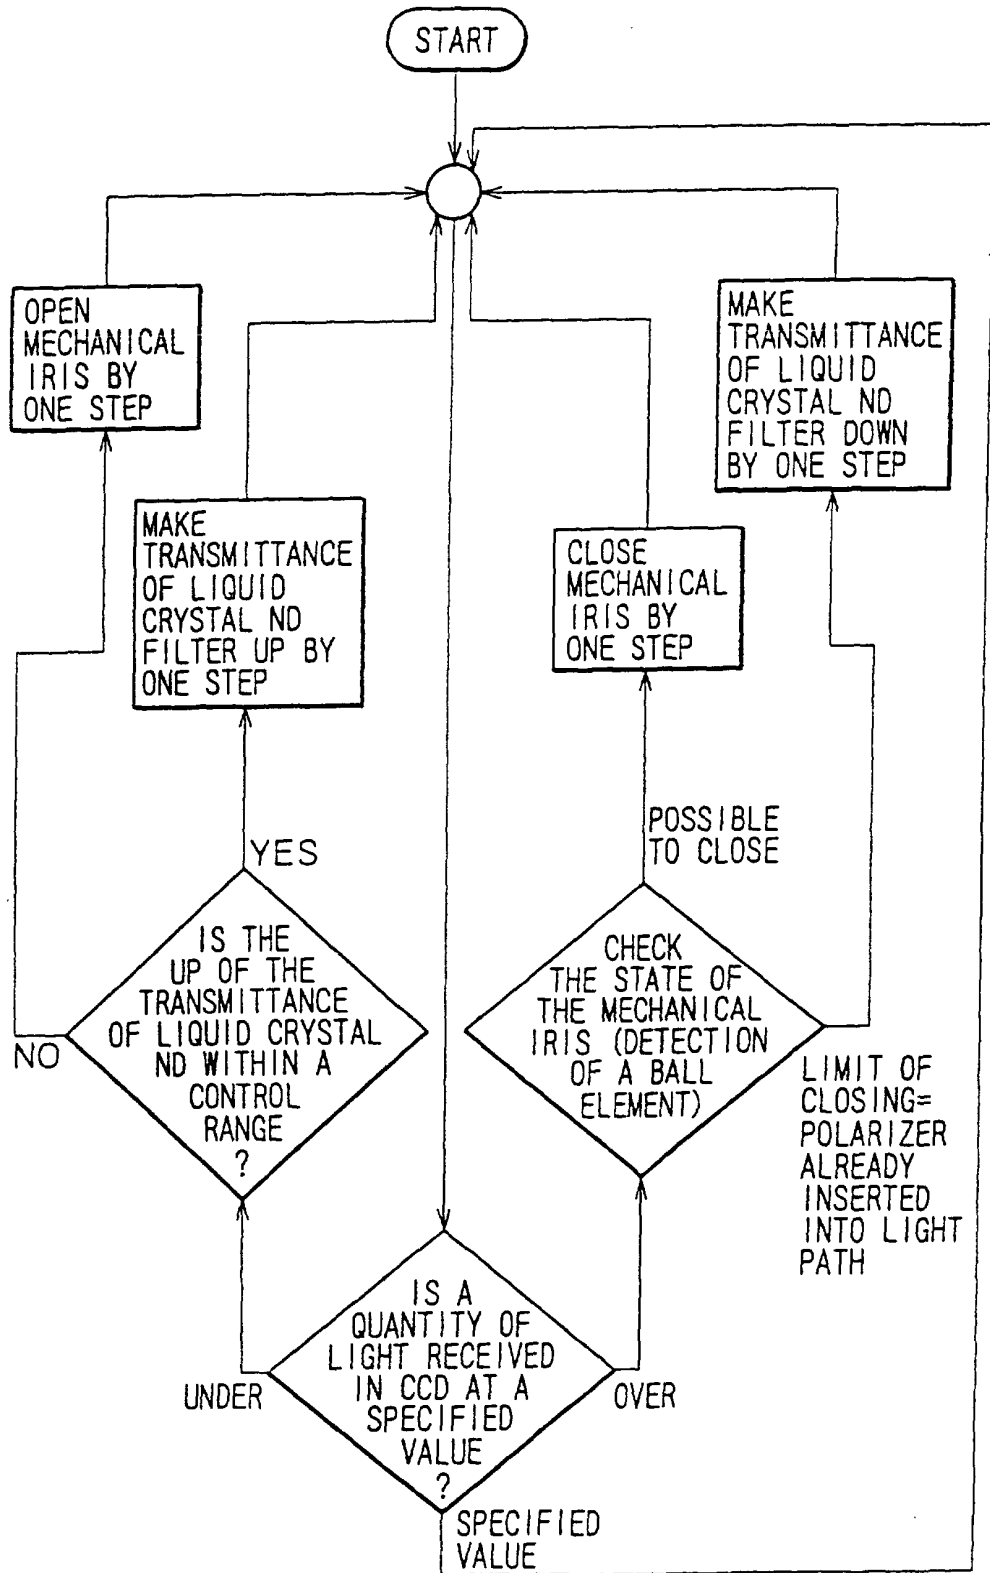 START
OPEN
MECHANICAL
IRIS BY
ONE STEP
MAKE
TRANSMITTANCE
OF LIQUID
CRYSTAL ND
FILTER DOWN
BY ONE STEP
MAKE
TRANSMITTANCE
OF LIQUID
CRYSTAL ND
FILTER UP BY
ONE STEP
CLOSE
MECHANICAL
IRIS BY
ONE STEP
YES
POSSIBLE
TO CLOSE
IS THE
UP OF THE
TRANSMITTANCE
OF LIQUID CRYSTAL
ND WITHIN A
CONTROL
RANGE
?
NO
CHECK
THE STATE OF
THE MECHANICAL
IRIS (DETECTION
OF A BALL
ELEMENT)
LIMIT OF
CLOSING=
POLARIZER
ALREADY
INSERTED
INTO LIGHT
PATH
IS A
QUANTITY OF
LIGHT RECEIVED
IN CCD AT A
SPECIFIED
VALUE
?
UNDER
OVER
SPECIFIED
VALUE